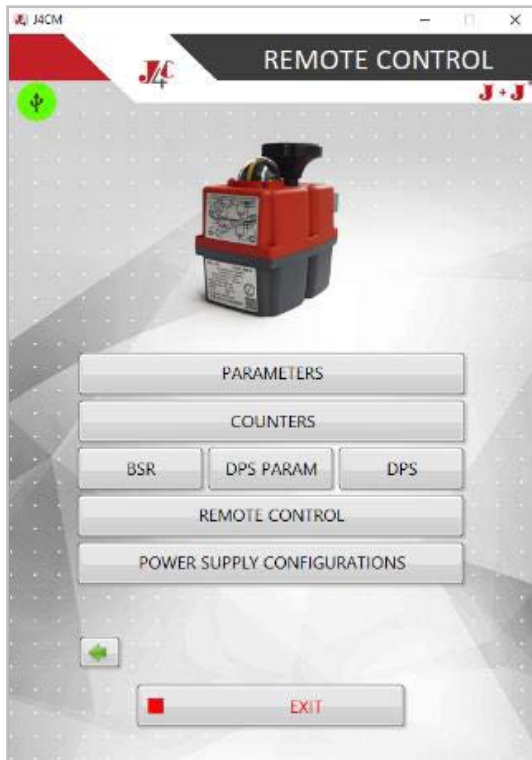 J4CM
REMOTE CONTROL
J4C
J+J
PARAMETERS
COUNTERS
BSR
DPS PARAM
DPS
REMOTE CONTROL
POWER SUPPLY CONFIGURATIONS
EXIT